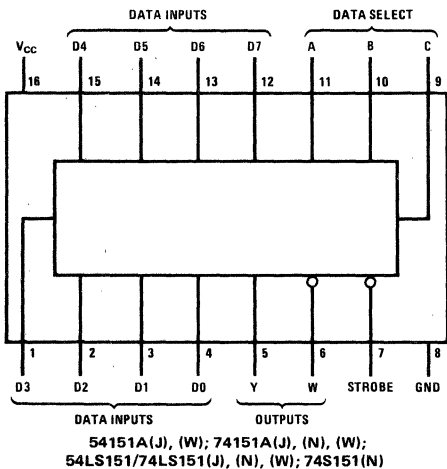 DATA INPUTS DATA SELECT
VCC D4 D5 D6 D7 A B C
16 15 14 13 12 11 10 9
1 2 3 4 5 6 7 8
D3 D2 D1 D0 Y W STROBE GND
DATA INPUTS OUTPUTS
54151A(J), (W); 74151A(J), (N), (W);
54LS151/74LS151(J), (N), (W); 74S151(N)